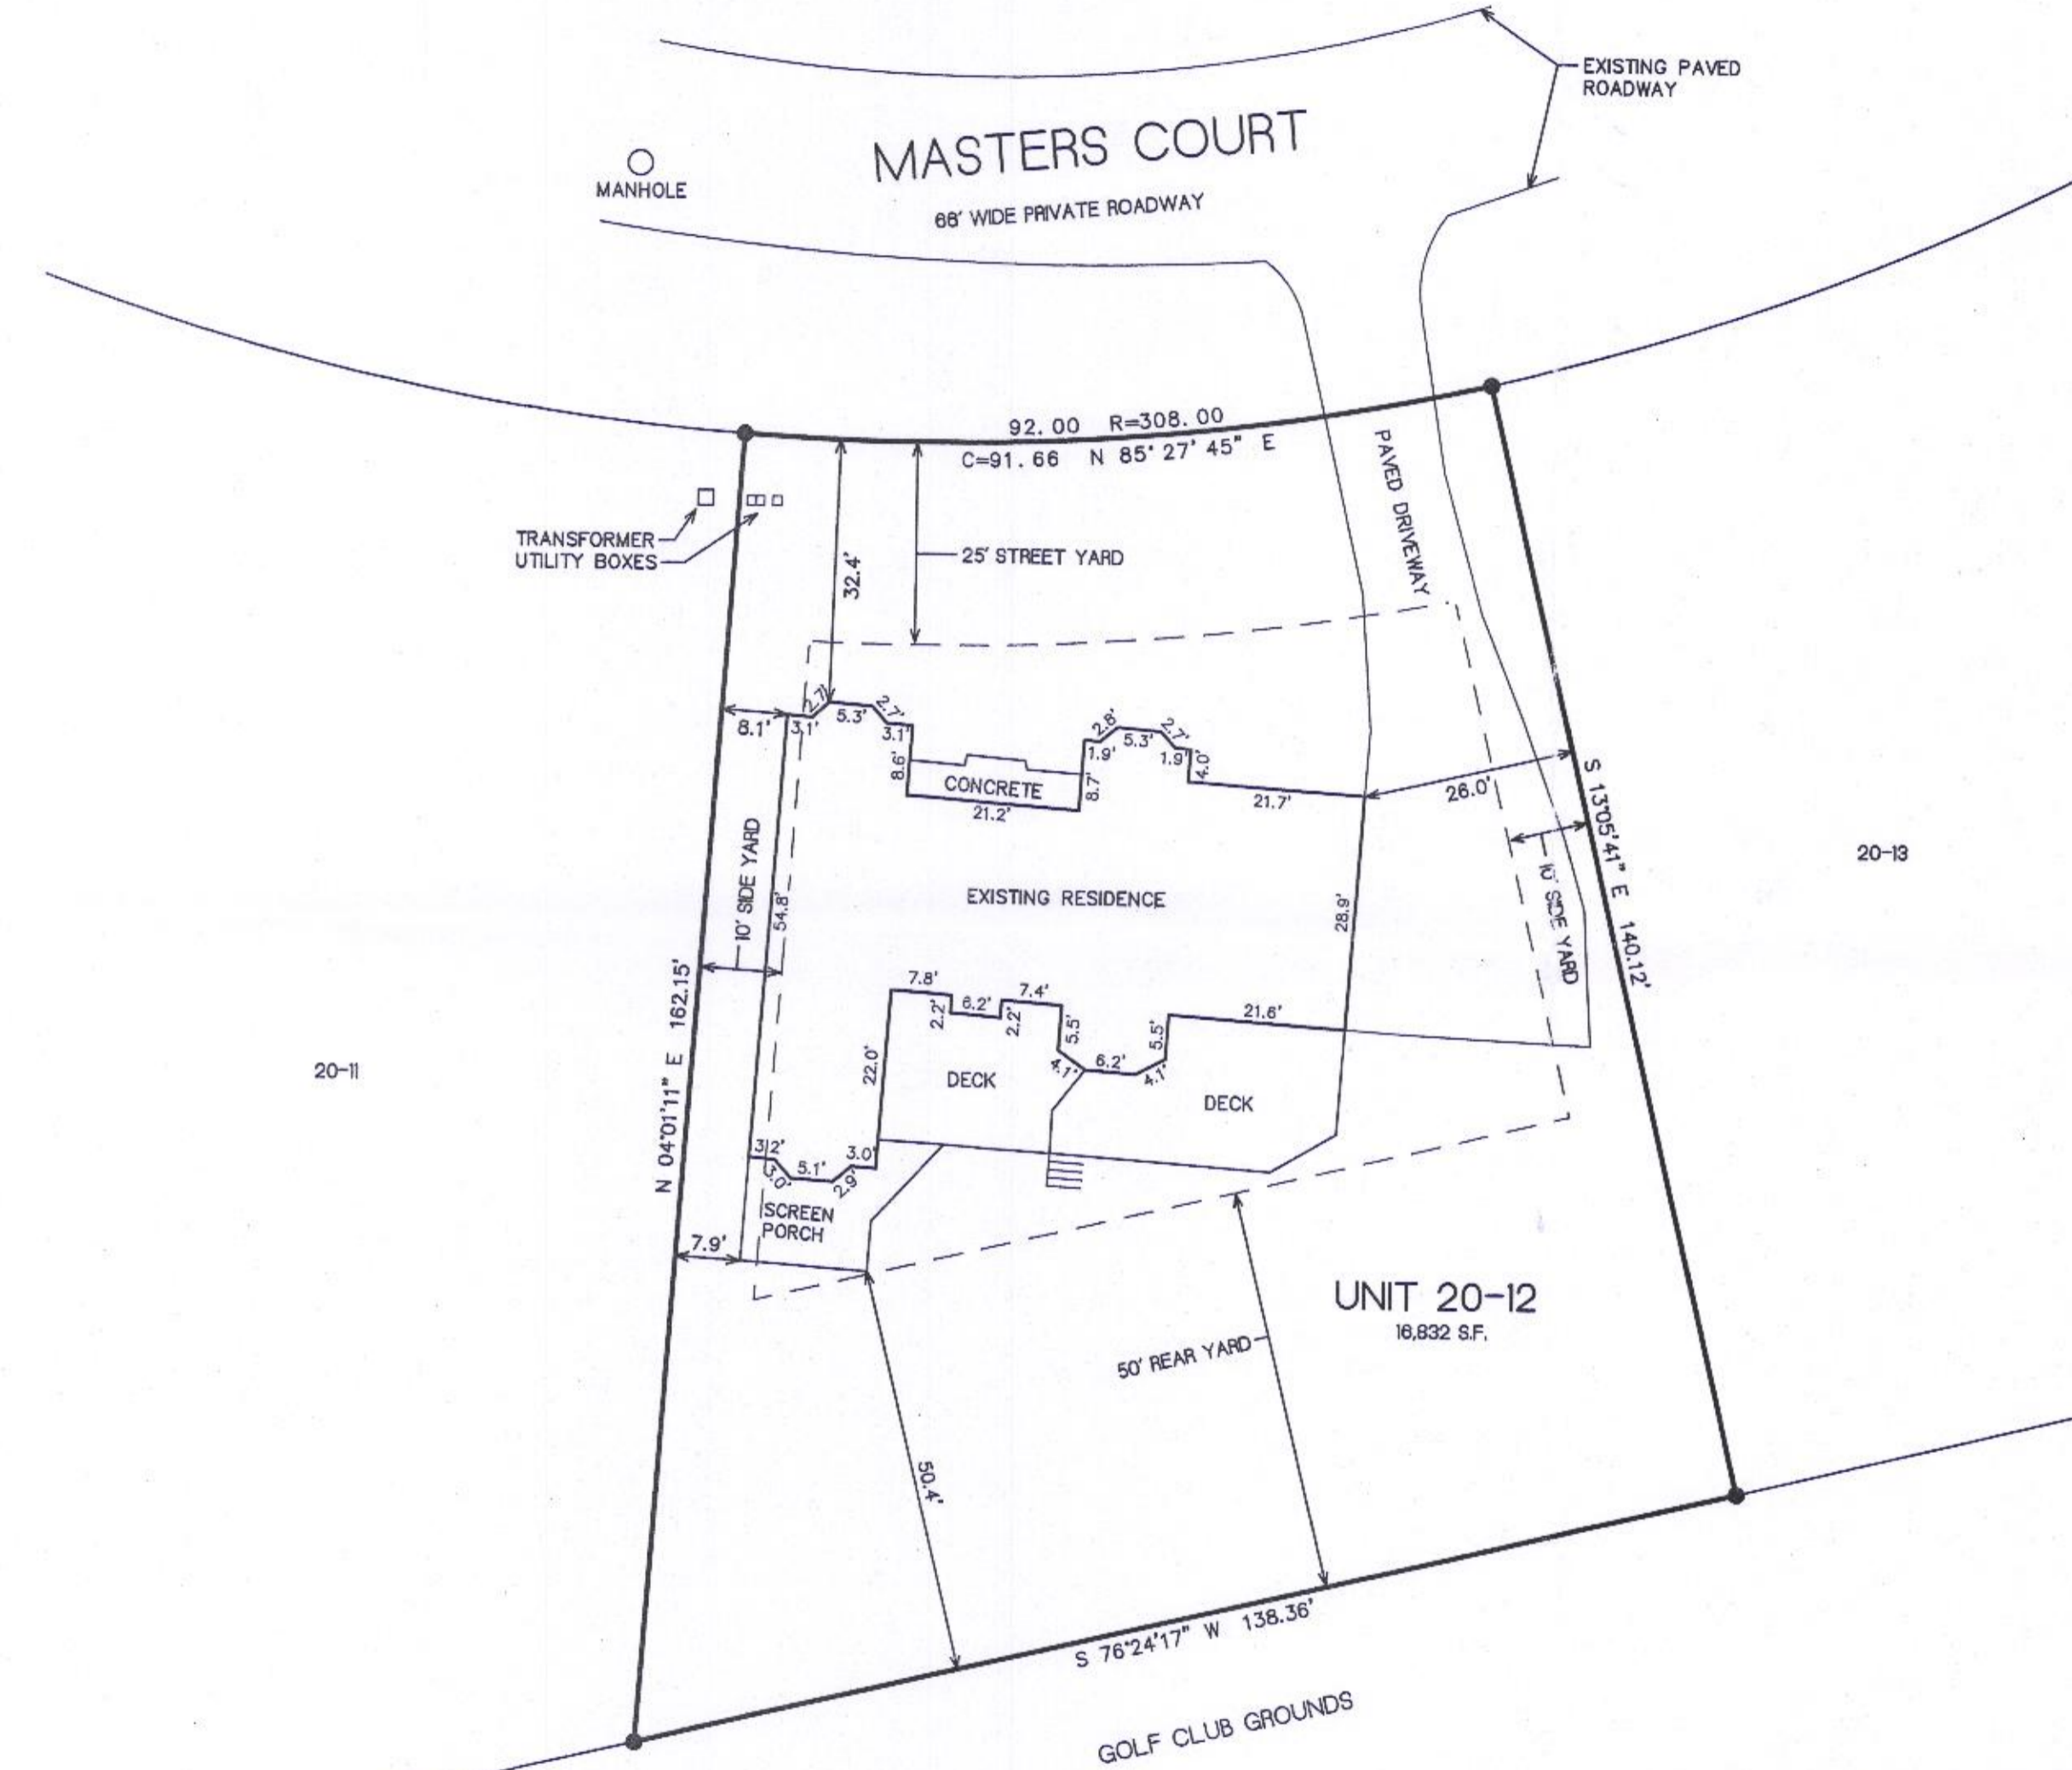 EXISTING PAVED
ROADWAY
MASTERS COURT
66' WIDE PRIVATE ROADWAY
MANHOLE
92.00 R=308.00
C=91.66 N 85° 27' 45" E
PAVED DRIVEWAY
TRANSFORMER
UTILITY BOXES
32.4'
25' STREET YARD
8.1'
3.1'
2.7'
5.3'
2.7'
3.1'
8.6'
CONCRETE
21.2'
8.7'
1.9'
2.8'
5.3'
2.7'
1.9'
4.0'
21.7'
26.0'
S 13°05'41" E 140.12'
10' SIDE YARD
54.8'
10' SIDE YARD
20-13
EXISTING RESIDENCE
28.9'
7.8'
2.2'
6.2'
2.2'
7.4'
5.5'
4.1'
6.2'
4.1'
5.5'
21.6'
22.0'
DECK
DECK
20-11
N 04°01'11" E 162.15'
3.2'
3.0'
5.1'
2.9'
3.0'
SCREEN
PORCH
7.9'
UNIT 20-12
16,832 S.F.
50' REAR YARD
50.4'
S 76°24'17" W 138.36'
GOLF CLUB GROUNDS